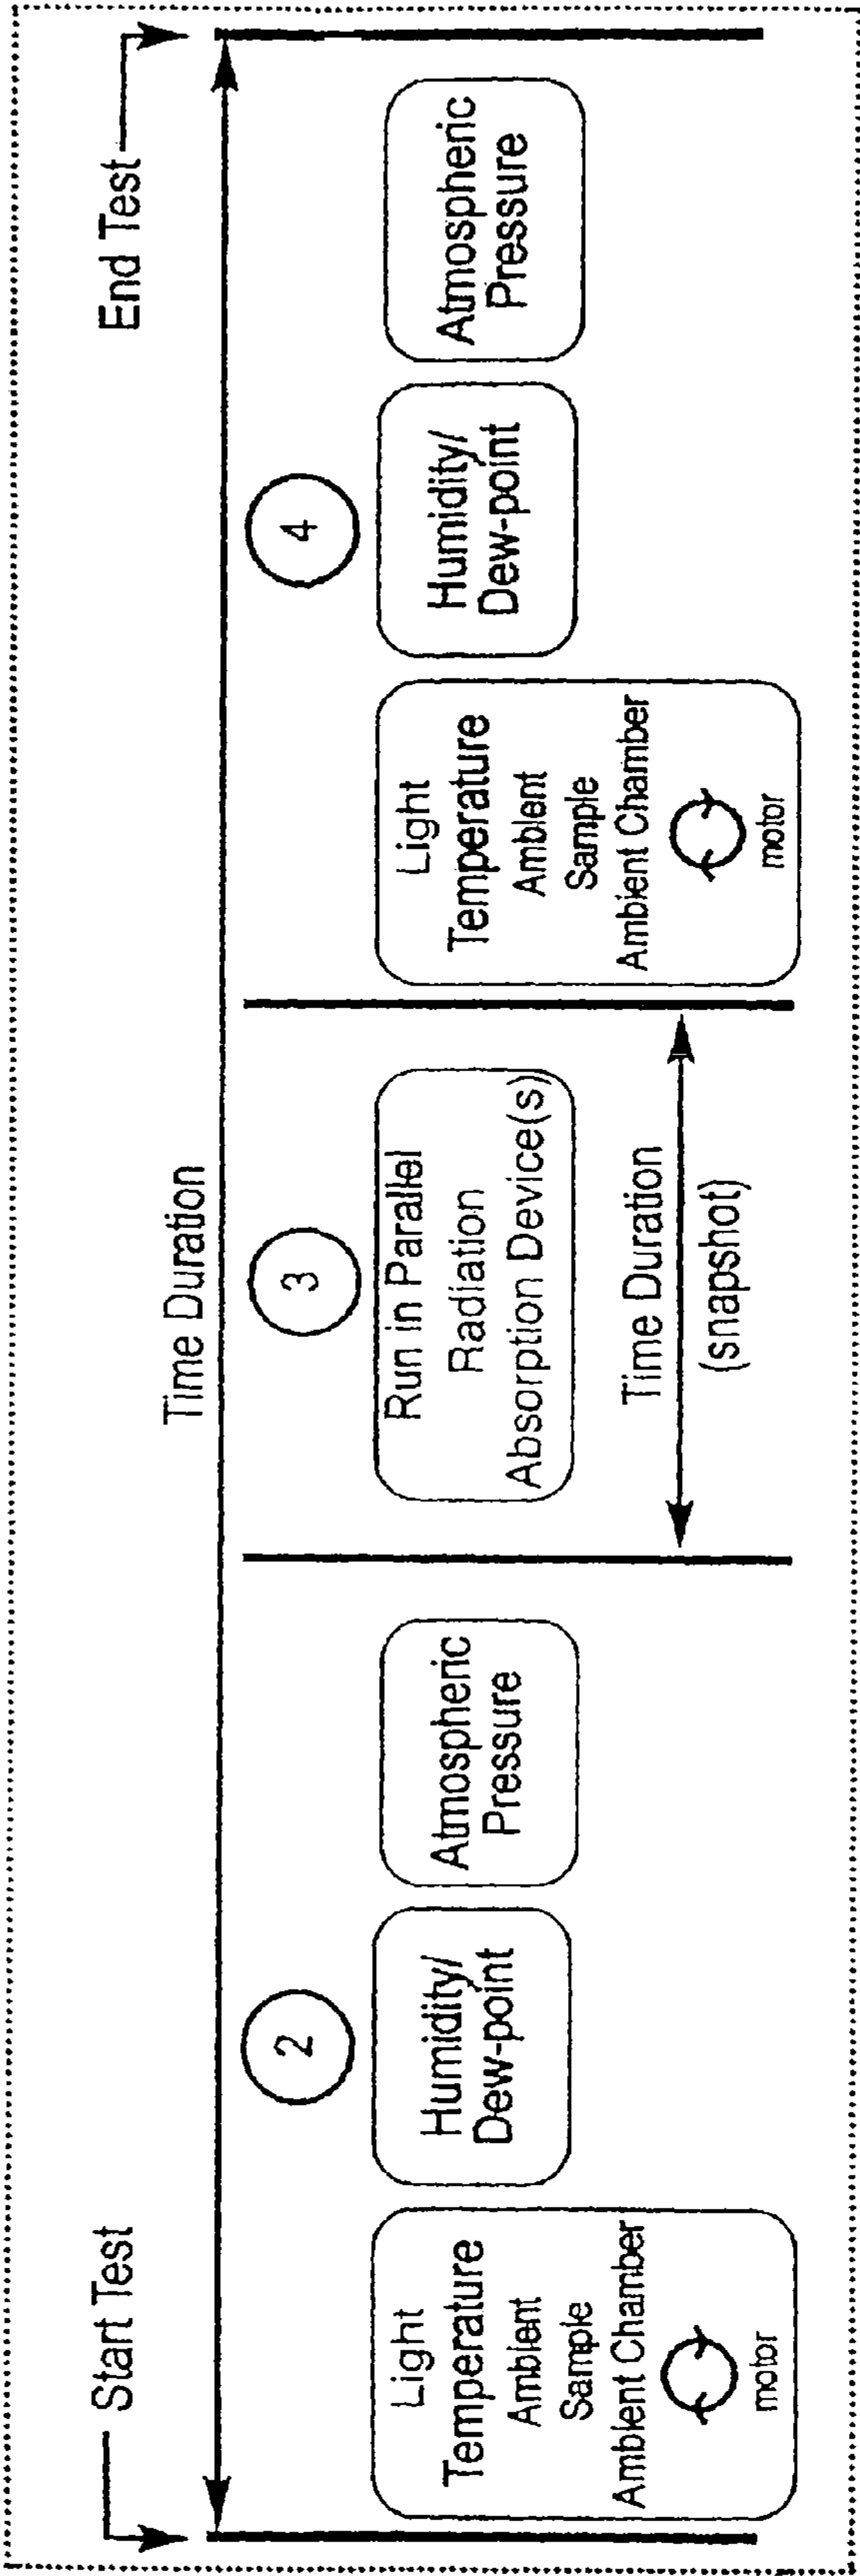 Start Test
End Test
Time Duration
2
3
4
Light
Temperature
Ambient
Sample
Ambient Chamber
motor
Humidity/
Dew-point
Atmospheric
Pressure
Run in Parallel
Radiation
Absorption Device(s)
Time Duration
(snapshot)
Light
Temperature
Ambient
Sample
Ambient Chamber
motor
Humidity/
Dew-point
Atmospheric
Pressure